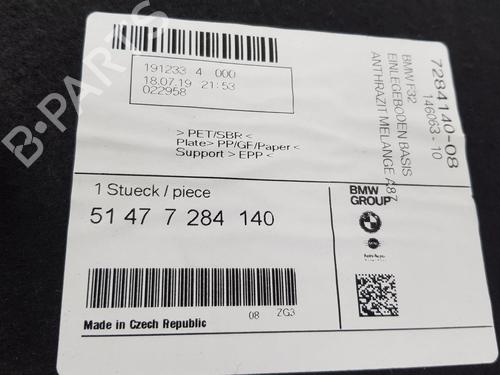 191233 4 000
18.07.19 21:53
022958
> PET/SBR <
Plate> PP/GF/Paper <
Support > EPP <
7284140-08
146063-10
BMW F32
EINLEGEBODEN BASIS
ANTHRAZIT MELANGE A87
1 Stueck / piece
51 47 7 284 140
BMW
GROUP
08 ZG3
Made in Czech Republic
B-PARTS